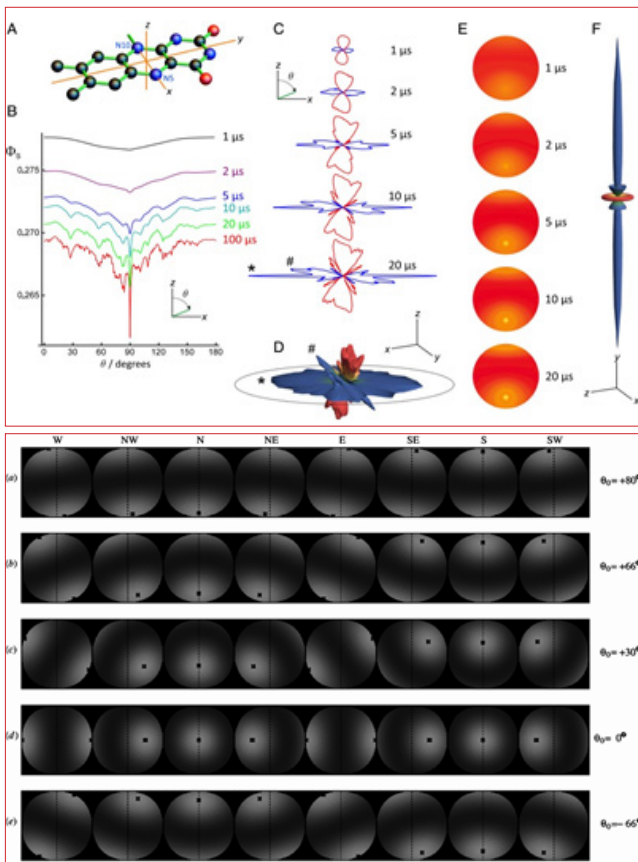 A
z
N10
y
N5
x
B
Φs
0,275
0,270
0,265
1 µs
2 µs
5 µs
10 µs
20 µs
100 µs
z
θ
x
0 30 60 90 120 150 180
θ / degrees
C
z
θ
x
1 µs
2 µs
5 µs
10 µs
20 µs
* #
D
#
*
z
x y
E
1 µs
2 µs
5 µs
10 µs
20 µs
F
z
y
x
W NW N NE E SE S SW
(a) θ₀=+80°
(b) θ₀=+66°
(c) θ₀=+30°
(d) θ₀= 0°
(e) θ₀=−66°